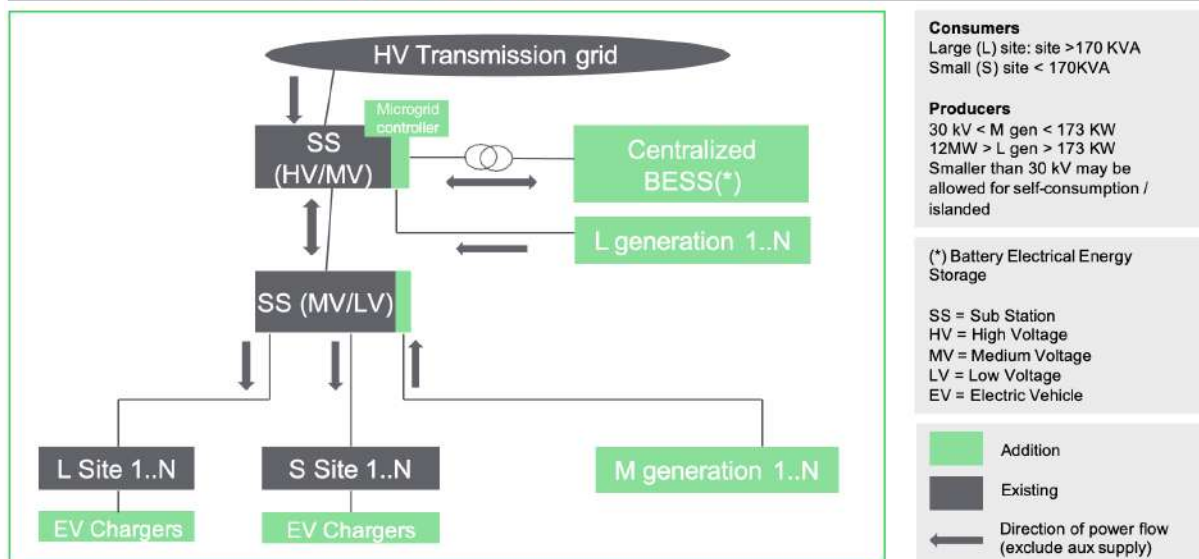 HV Transmission grid
Microgrid
controller
SS
(HV/MV)
Centralized
BESS(*)
L generation 1..N
SS (MV/LV)
L Site 1..N
S Site 1..N
M generation 1..N
EV Chargers
EV Chargers
Consumers
Large (L) site: site >170 KVA
Small (S) site < 170KVA
Producers
30 kV < M gen < 173 KW
12MW > L gen > 173 KW
Smaller than 30 kV may be
allowed for self-consumption /
islanded
(*) Battery Electrical Energy
Storage
SS = Sub Station
HV = High Voltage
MV = Medium Voltage
LV = Low Voltage
EV = Electric Vehicle
Addition
Existing
Direction of power flow
(exclude aux supply)